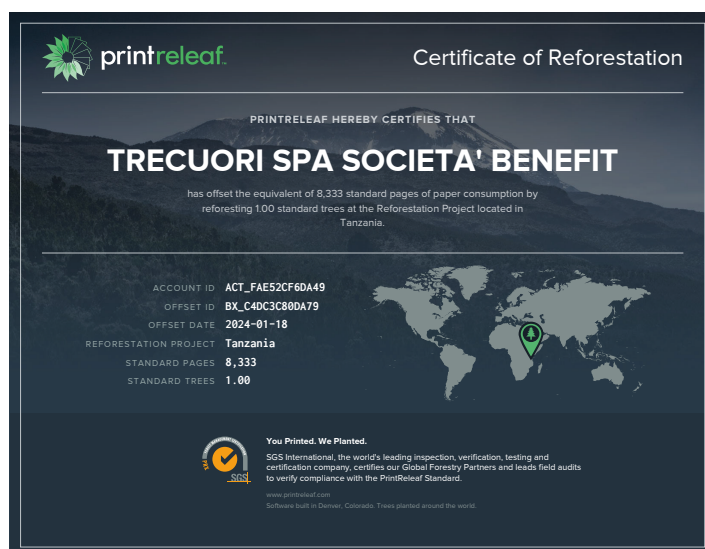 printreleaf
Certificate of Reforestation
PRINTRELEAF HEREBY CERTIFIES THAT
TRECUORI SPA SOCIETA' BENEFIT
has offset the equivalent of 8,333 standard pages of paper consumption by
reforesting 1.00 standard trees at the Reforestation Project located in
Tanzania.
ACCOUNT ID ACT_FAE52CF6DA49
OFFSET ID BX_C4DC3C80DA79
OFFSET DATE 2024-01-18
REFORESTATION PROJECT Tanzania
STANDARD PAGES 8,333
STANDARD TREES 1.00
SGS
You Printed. We Planted.
SGS International, the world's leading inspection, verification, testing and
certification company, certifies our Global Forestry Partners and leads field audits
to verify compliance with the PrintReleaf Standard.
www.printreleaf.com
Software built in Denver, Colorado. Trees planted around the world.